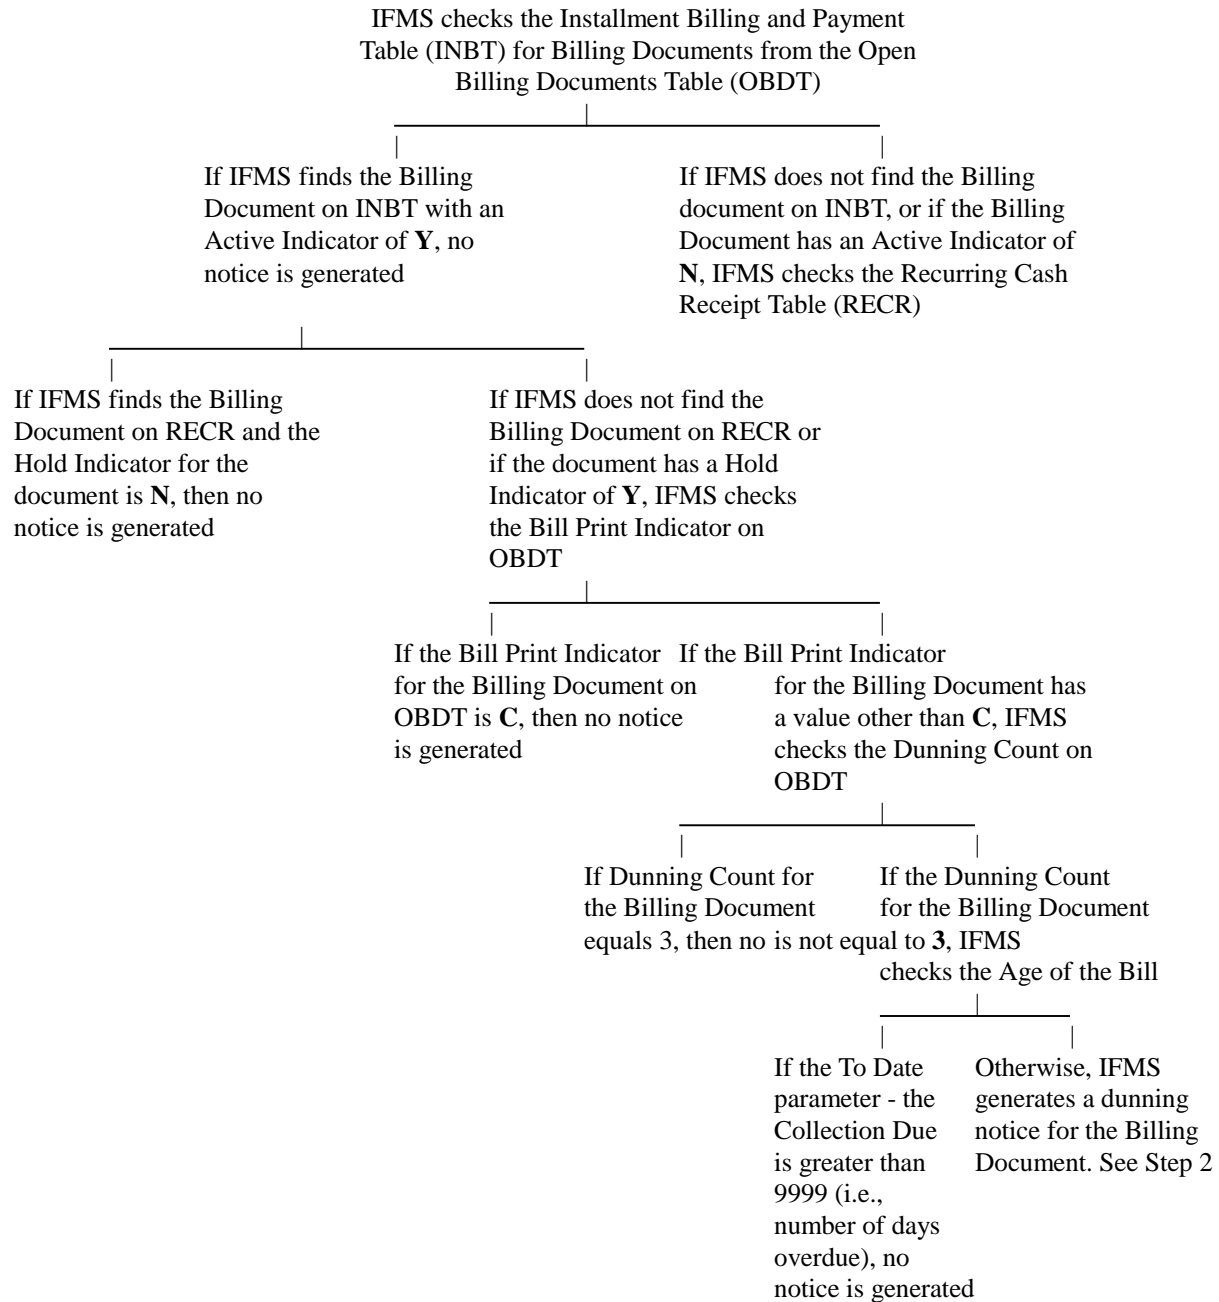 IFMS checks the Installment Billing and Payment
Table (INBT) for Billing Documents from the Open
Billing Documents Table (OBDT)
If IFMS finds the Billing
Document on INBT with an
Active Indicator of Y, no
notice is generated
If IFMS does not find the Billing
document on INBT, or if the Billing
Document has an Active Indicator of
N, IFMS checks the Recurring Cash
Receipt Table (RECR)
If IFMS finds the Billing
Document on RECR and the
Hold Indicator for the
document is N, then no
notice is generated
If IFMS does not find the
Billing Document on RECR or
if the document has a Hold
Indicator of Y, IFMS checks
the Bill Print Indicator on
OBDT
If the Bill Print Indicator
for the Billing Document on
OBDT is C, then no notice
is generated
If the Bill Print Indicator
for the Billing Document has
a value other than C, IFMS
checks the Dunning Count on
OBDT
If Dunning Count for
the Billing Document
equals 3, then no
If the Dunning Count
for the Billing Document
is not equal to 3, IFMS
checks the Age of the Bill
If the To Date
parameter - the
Collection Due
is greater than
9999 (i.e.,
number of days
overdue), no
notice is generated
Otherwise, IFMS
generates a dunning
notice for the Billing
Document. See Step 2